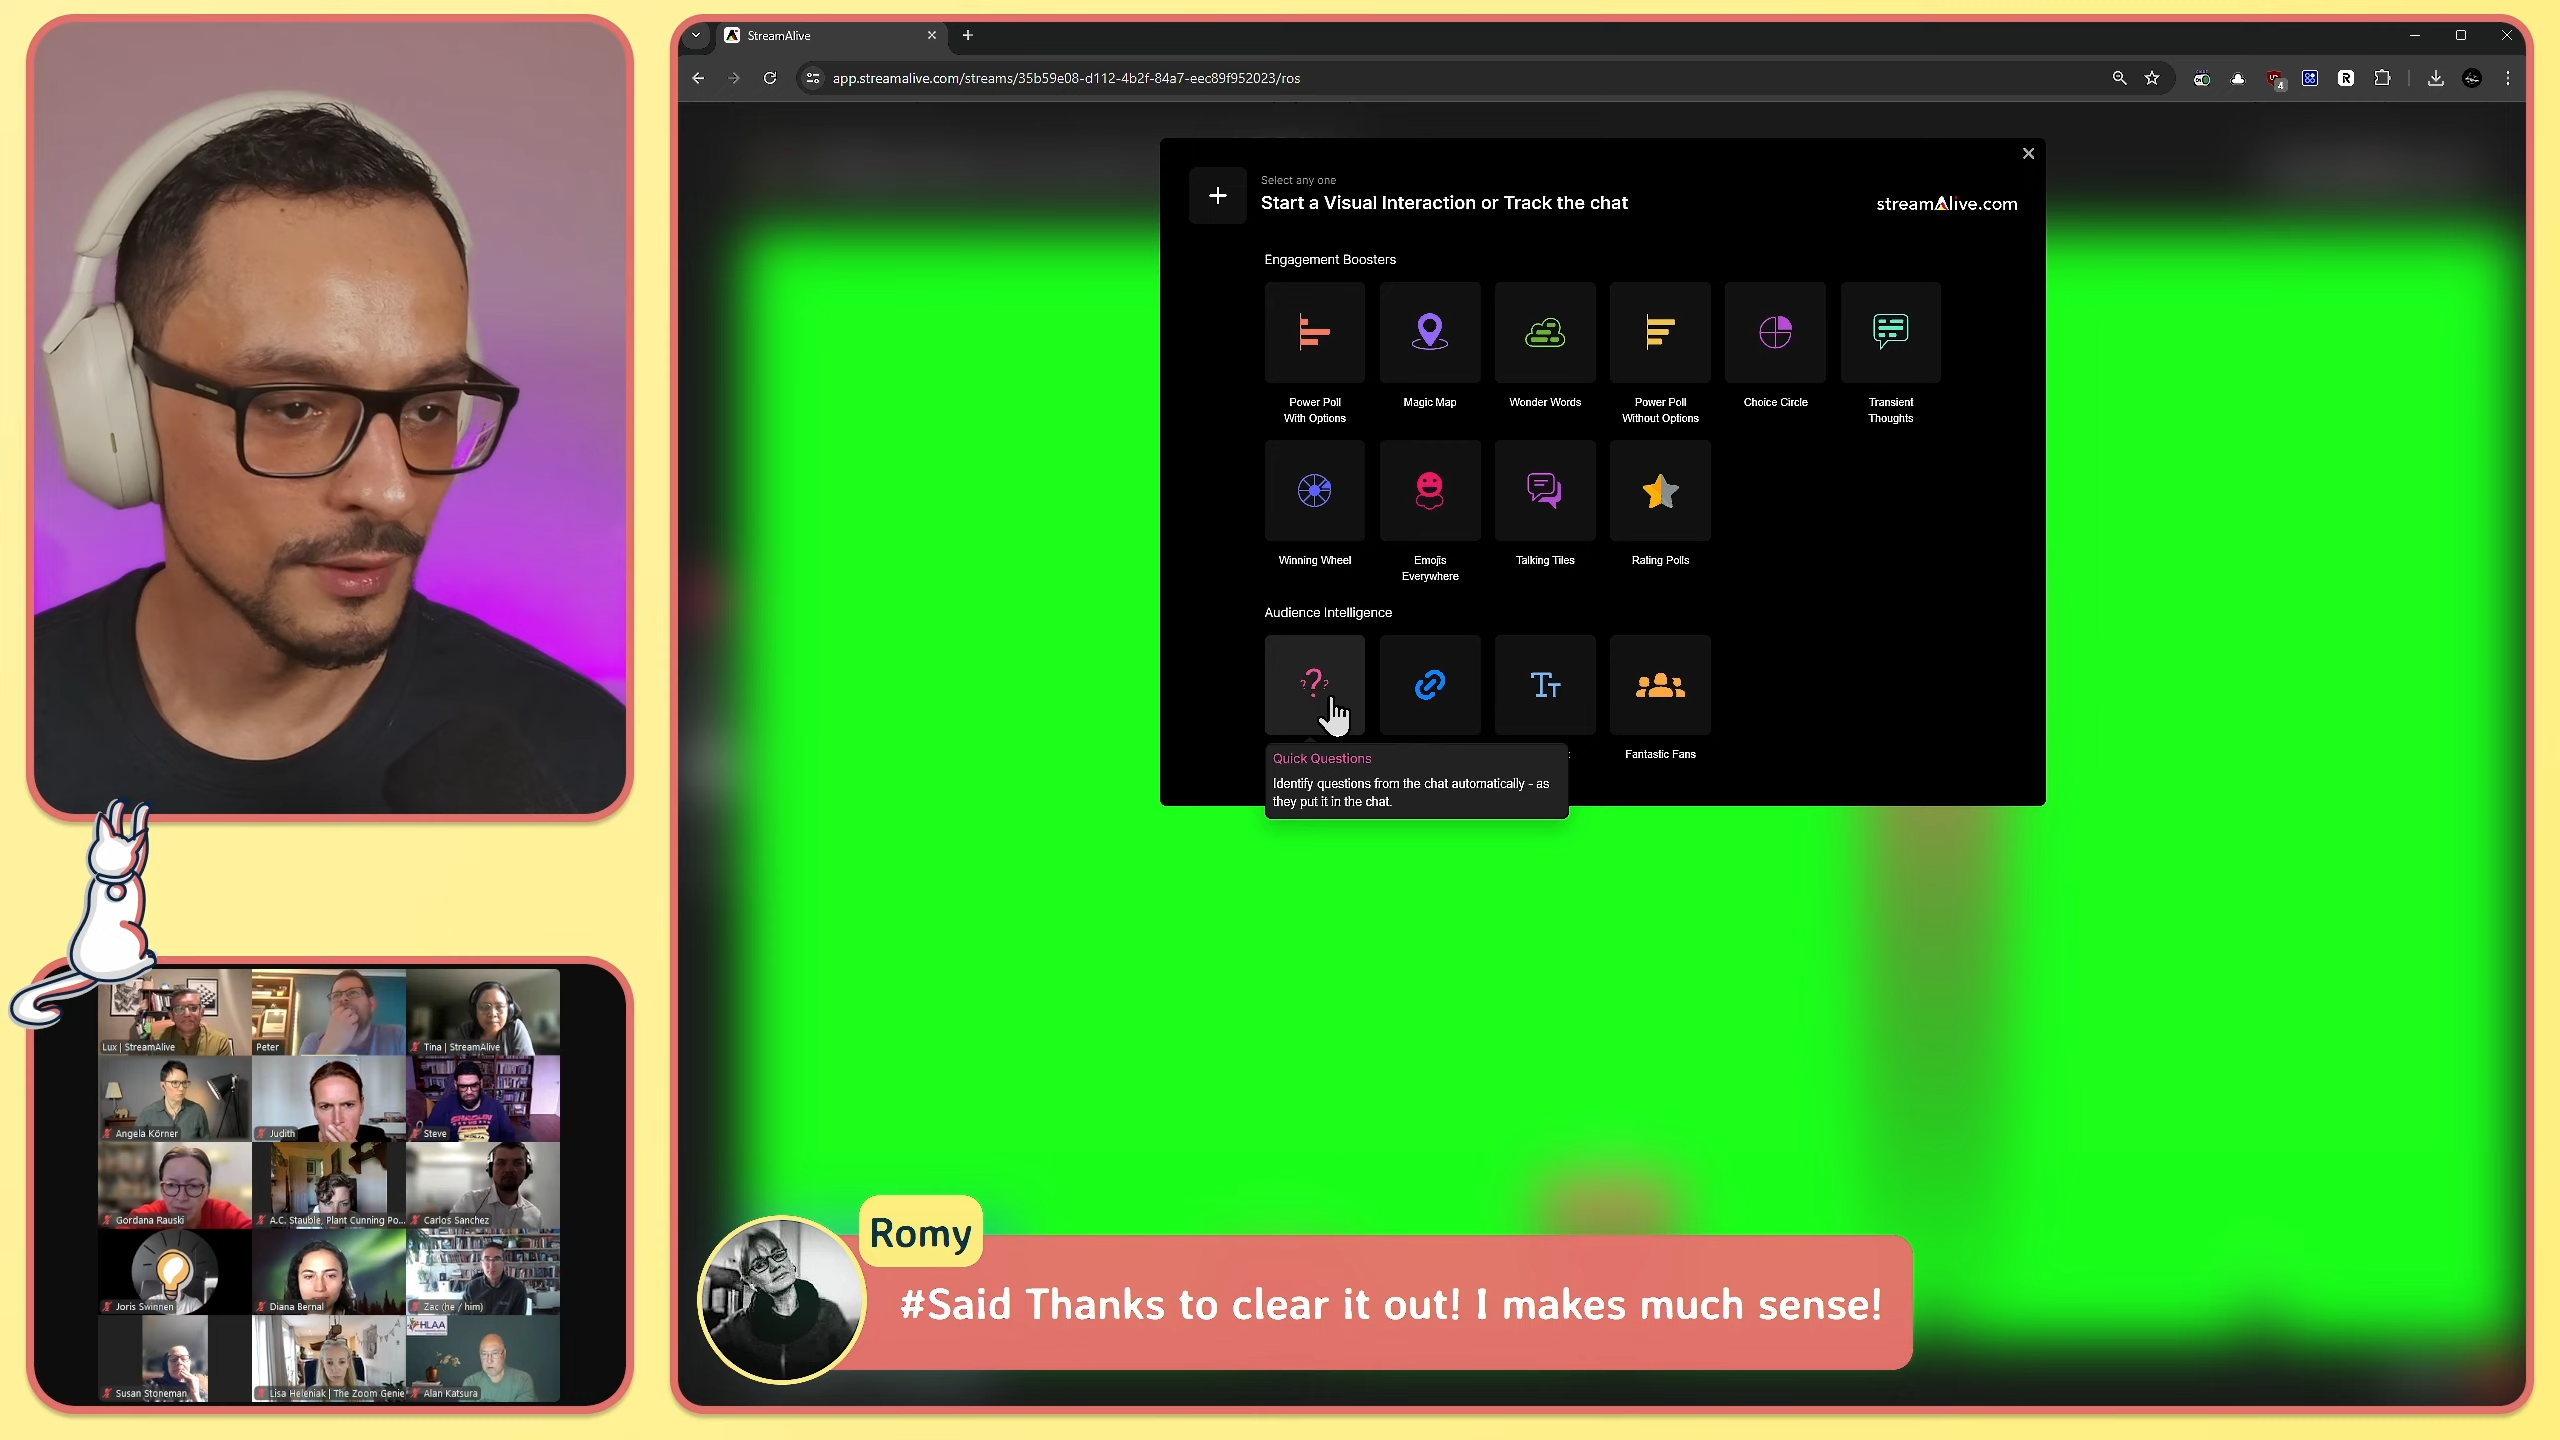 StreamAlive
app.streamalive.com/streams/35b59e08-d112-4b2f-84a7-eec89f952023/ros
4
Select any one
Start a Visual Interaction or Track the chat
streamAlive.com
Engagement Boosters
Power Poll With Options
Magic Map
Wonder Words
Power Poll Without Options
Choice Circle
Transient Thoughts
Winning Wheel
Emojis Everywhere
Talking Tiles
Rating Polls
Audience Intelligence
???
TT
Fantastic Fans
Quick Questions
Identify questions from the chat automatically - as
they put it in the chat.
Lux | StreamAlive
Peter
Tina | StreamAlive
Angela Körner
Judith
Steve
Gordana Rauski
A.C. Stauble, Plant Cunning Po...
Carlos Sanchez
Joris Swinnen
Diana Bernal
Zac (he / him)
HLAA
Susan Stoneman
Lisa Heleniak | The Zoom Genie
Alan Katsura
Romy
#Said Thanks to clear it out! I makes much sense!